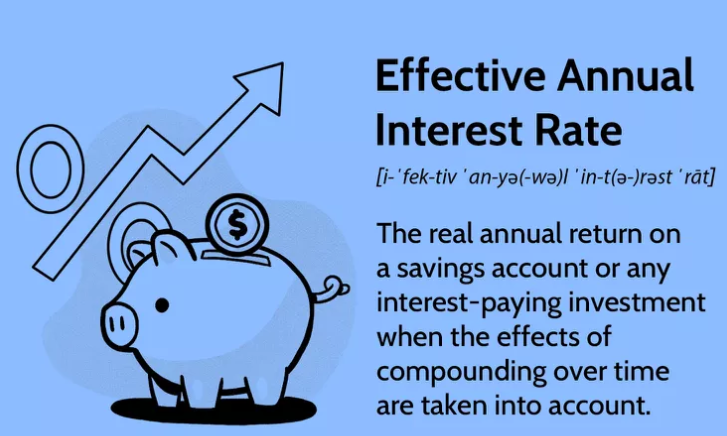 Effective Annual
Interest Rate
[i-ˈfek-tiv ˈan-yə(-wə)l ˈin-t(ə-)rəst ˈrāt]
$
The real annual return on
a savings account or any
interest-paying investment
when the effects of
compounding over time
are taken into account.